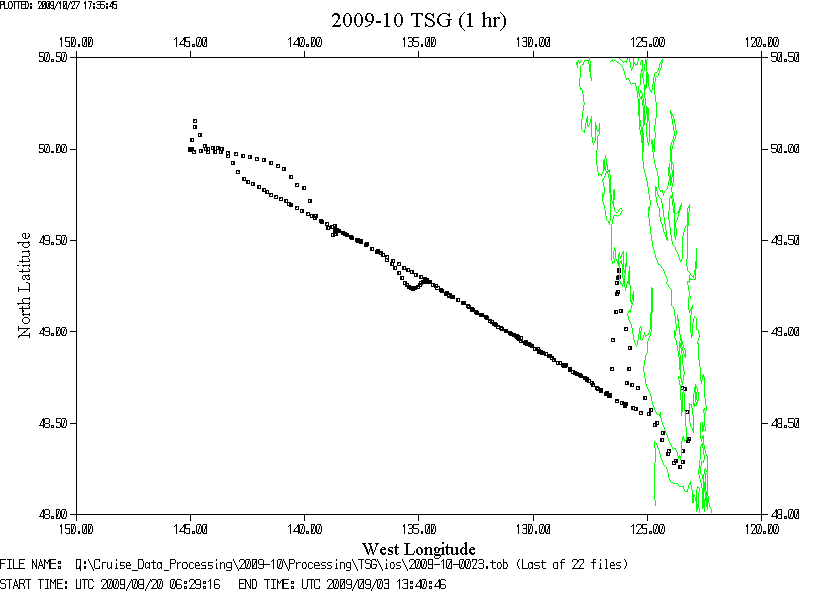 PLOTTED: 2009/10/27 17:35:45
2009-10 TSG (1 hr)
145.00 140.00 135.00 130.00 125.00 120.00
50.50 50.50
50.00 50.00
49.50 49.50
North Latitude
49.00 49.00
48.50 48.50
48.00 48.00
150.00 145.00 140.00 135.00 130.00 125.00 120.00
West Longitude
FILE NAME: Q:\Cruise_Data_Processing\2009-10\Processing\TSG\ios\2009-10-0023.tob (Last of 22 files)
START TIME: UTC 2009/08/20 06:29:16 END TIME: UTC 2009/09/03 13:40:46